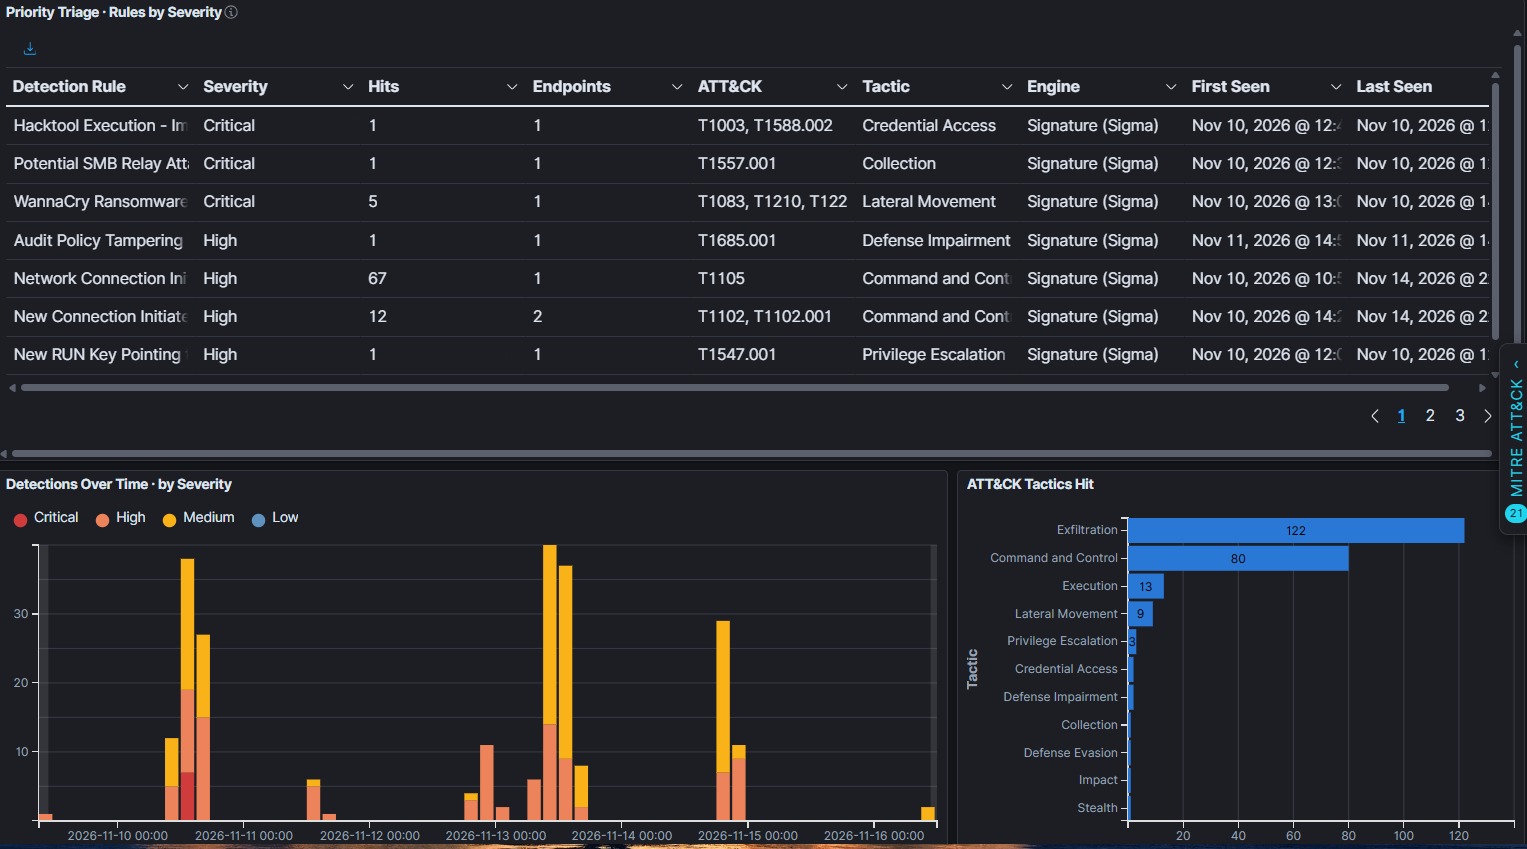 Priority Triage · Rules by Severity
Detection Rule Severity Hits Endpoints ATT&CK Tactic Engine First Seen Last Seen
Hacktool Execution - Im Critical 1 1 T1003, T1588.002 Credential Access Signature (Sigma) Nov 10, 2026 @ 12: Nov 10, 2026 @ 1
Potential SMB Relay Att Critical 1 1 T1557.001 Collection Signature (Sigma) Nov 10, 2026 @ 12: Nov 10, 2026 @ 1
WannaCry Ransomware Critical 5 1 T1083, T1210, T122 Lateral Movement Signature (Sigma) Nov 10, 2026 @ 13: Nov 10, 2026 @ 1
Audit Policy Tampering High 1 1 T1685.001 Defense Impairment Signature (Sigma) Nov 11, 2026 @ 14: Nov 11, 2026 @ 1
Network Connection Ini High 67 1 T1105 Command and Cont Signature (Sigma) Nov 10, 2026 @ 10: Nov 14, 2026 @ 2
New Connection Initiate High 12 2 T1102, T1102.001 Command and Cont Signature (Sigma) Nov 10, 2026 @ 14: Nov 14, 2026 @ 2
New RUN Key Pointing High 1 1 T1547.001 Privilege Escalation Signature (Sigma) Nov 10, 2026 @ 12: Nov 10, 2026 @ 1
1 2 3
MITRE ATT&CK
21
Detections Over Time · by Severity
Critical High Medium Low
30
20
10
2026-11-10 00:00 2026-11-11 00:00 2026-11-12 00:00 2026-11-13 00:00 2026-11-14 00:00 2026-11-15 00:00 2026-11-16 00:00
ATT&CK Tactics Hit
Tactic
Exfiltration 122
Command and Control 80
Execution 13
Lateral Movement 9
Privilege Escalation 3
Credential Access
Defense Impairment
Collection
Defense Evasion
Impact
Stealth
20 40 60 80 100 120